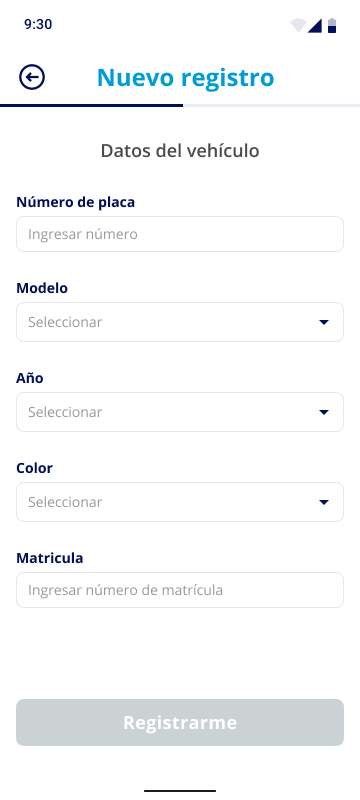 9:30
Nuevo registro
Datos del vehículo
Número de placa
Ingresar número
Modelo
Seleccionar
Año
Seleccionar
Color
Seleccionar
Matricula
Ingresar número de matrícula
Registrarme